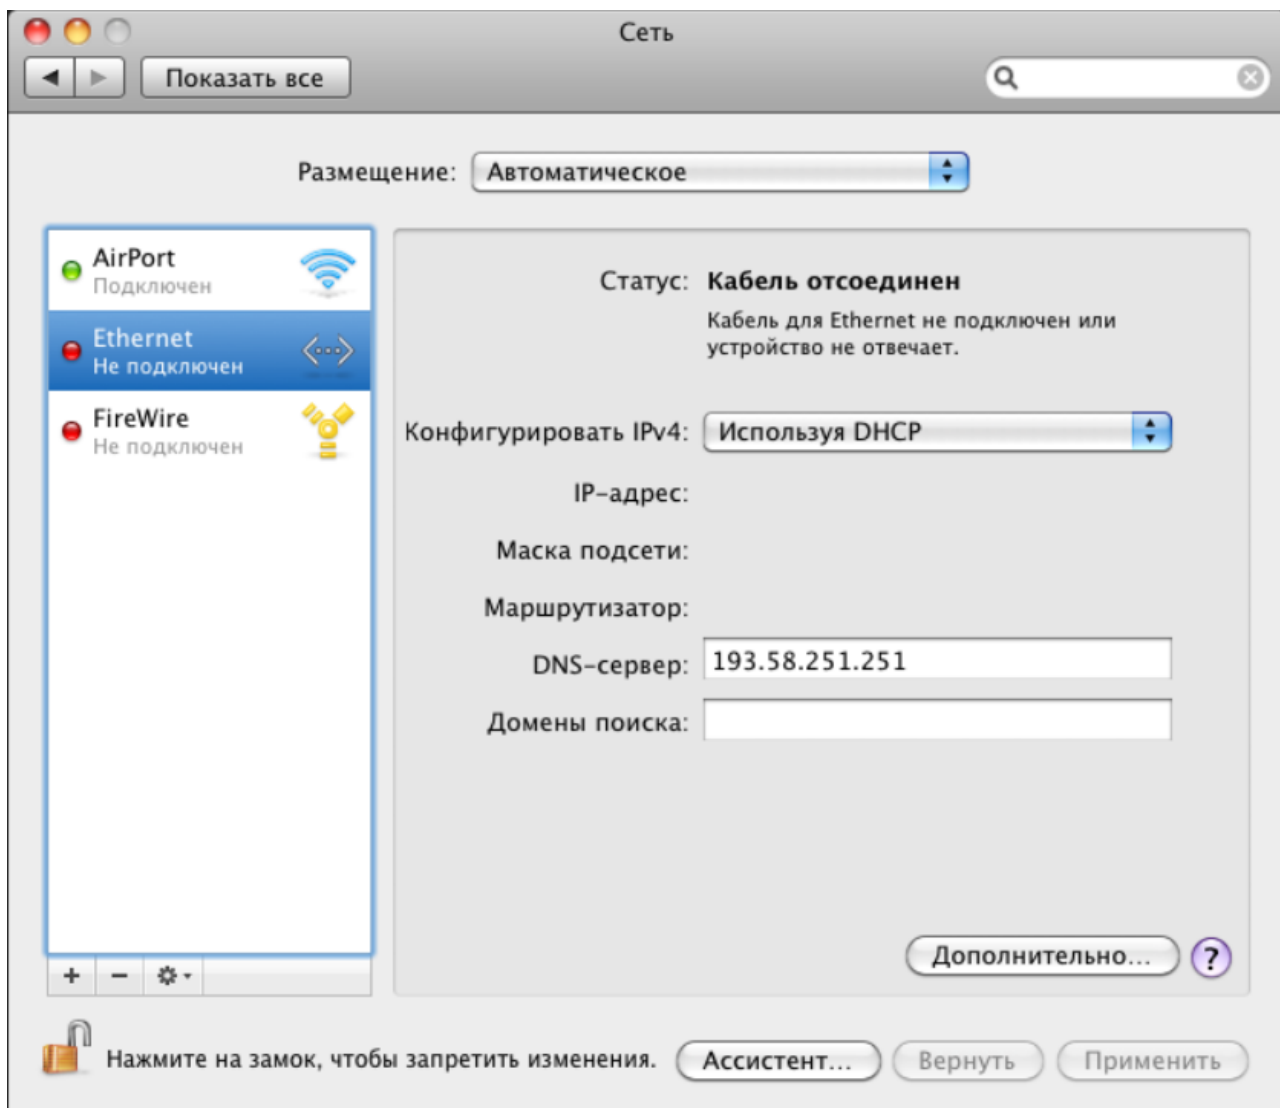 Сеть
Показать все
Размещение: Автоматическое
AirPort
Подключен
Ethernet
Не подключен
FireWire
Не подключен
Статус: Кабель отсоединен
Кабель для Ethernet не подключен или
устройство не отвечает.
Конфигурировать IPv4: Используя DHCP
IP-адрес:
Маска подсети:
Маршрутизатор:
DNS-сервер: 193.58.251.251
Домены поиска:
Дополнительно... ?
Нажмите на замок, чтобы запретить изменения. Ассистент... Вернуть Применить